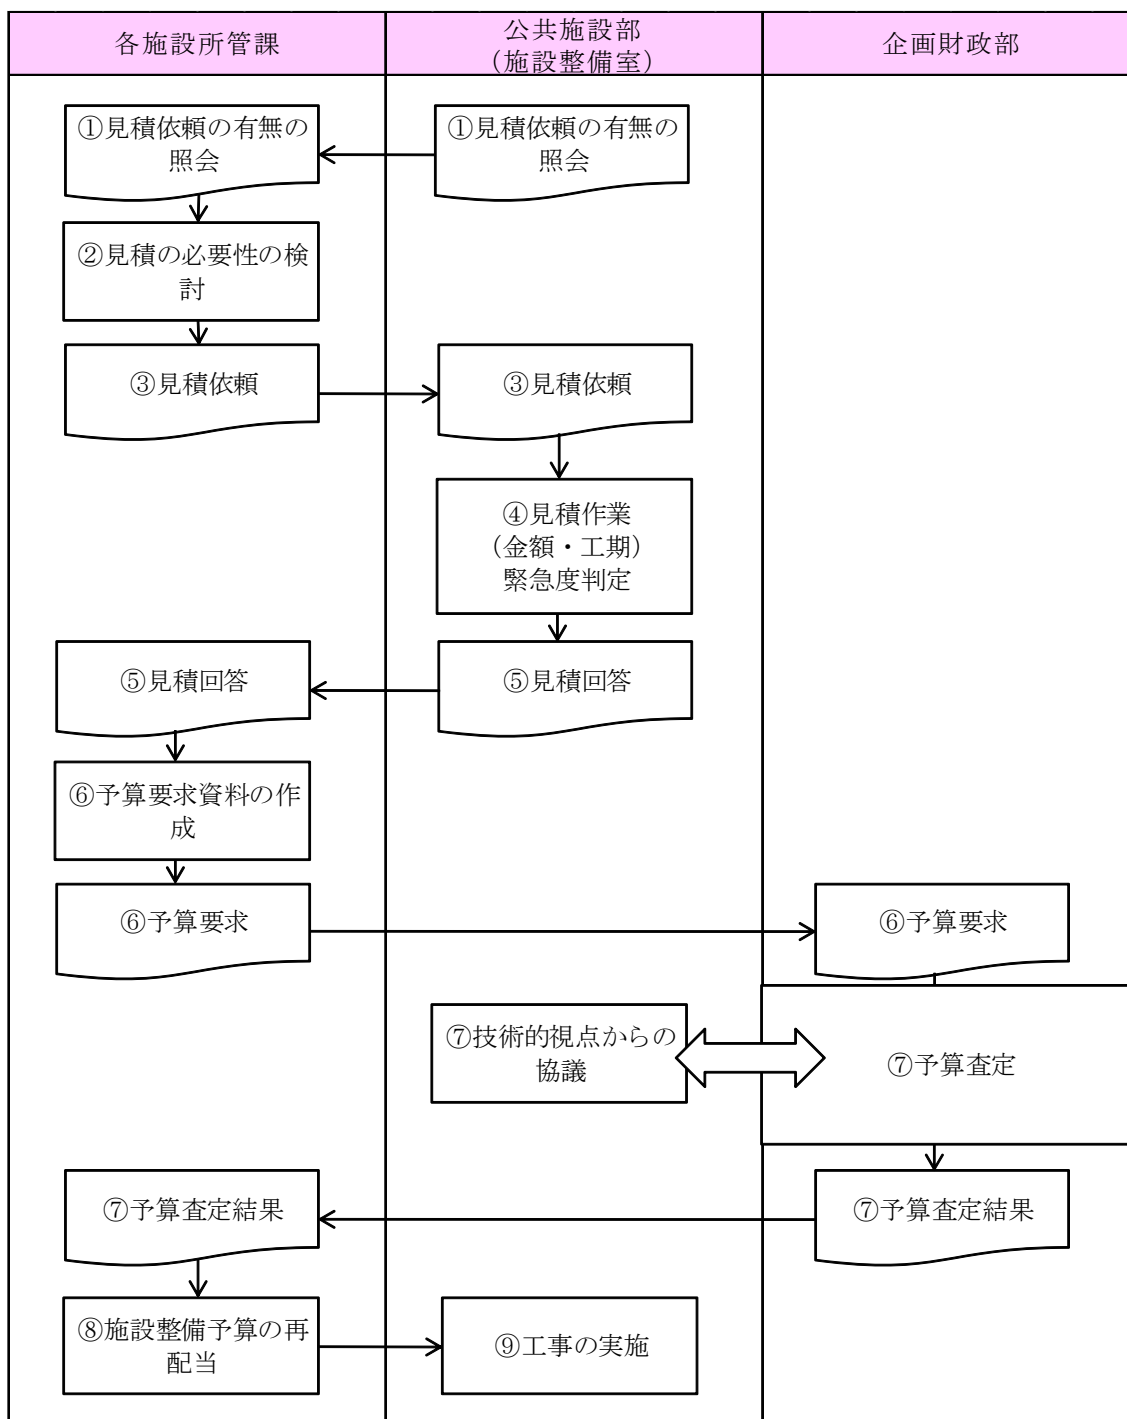 各施設所管課
公共施設部
（施設整備室）
企画財政部
①見積依頼の有無の
照会
①見積依頼の有無の
照会
②見積の必要性の検
討
③見積依頼
③見積依頼
④見積作業
（金額・工期）
緊急度判定
⑤見積回答
⑤見積回答
⑥予算要求資料の作
成
⑥予算要求
⑥予算要求
⑦技術的視点からの
協議
⑦予算査定
⑦予算査定結果
⑦予算査定結果
⑧施設整備予算の再
配当
⑨工事の実施